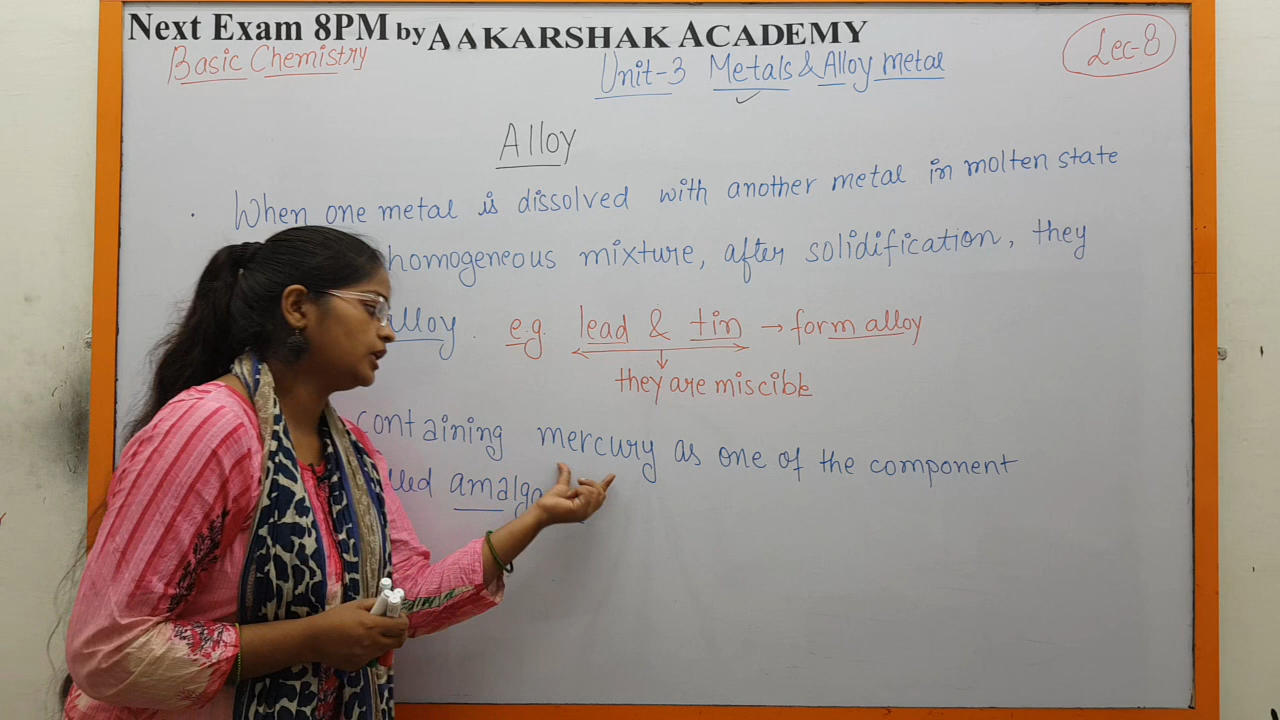 Next Exam 8PM by AAKARSHAK ACADEMY
Basic Chemistry
Unit-3 Metals & Alloy metal
Lec-8
Alloy
When one metal is dissolved with another metal in molten state
homogeneous mixture, after solidification, they
alloy. e.g. lead & tin → form alloy
↓
they are miscible
containing mercury as one of the component